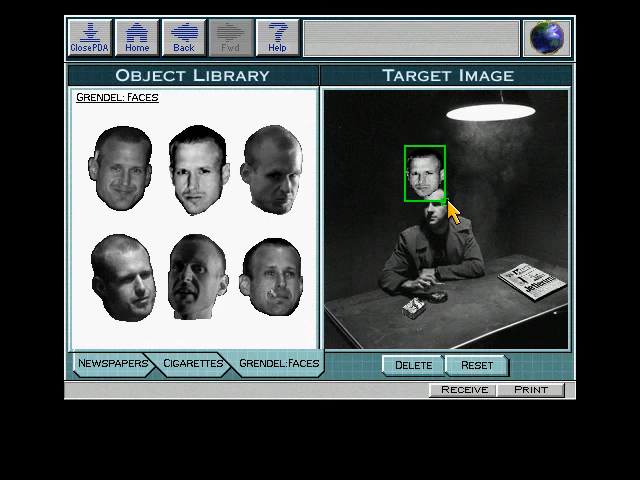 ClosePDA Home Back Fwd Help
OBJECT LIBRARY
TARGET IMAGE
GRENDEL: FACES
NEWSPAPERS CIGARETTES GRENDEL:FACES
DELETE RESET
RECEIVE PRINT